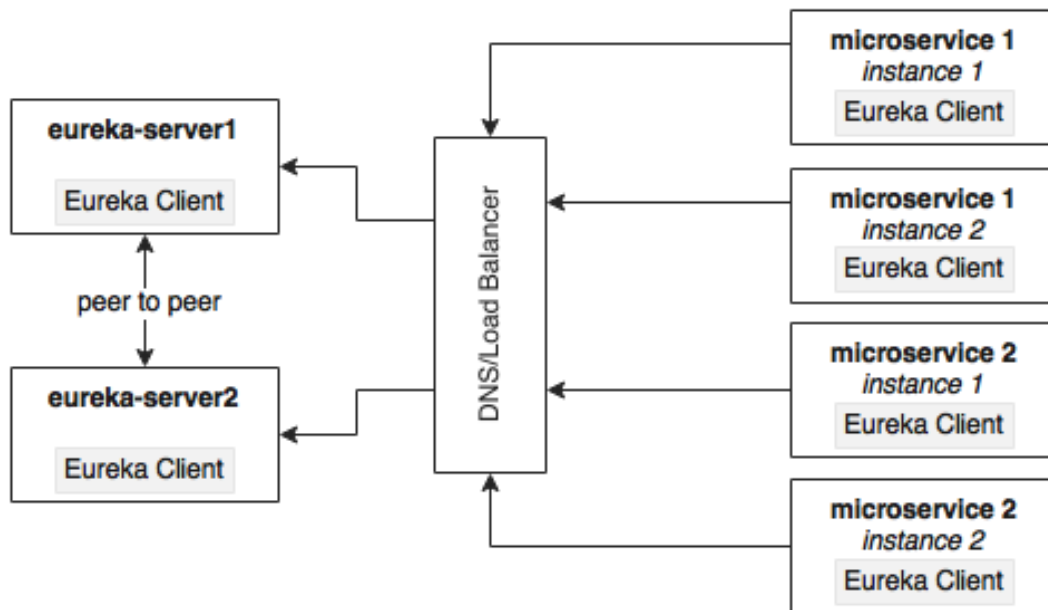 eureka-server1
Eureka Client
peer to peer
eureka-server2
Eureka Client
DNS/Load Balancer
microservice 1
instance 1
Eureka Client
microservice 1
instance 2
Eureka Client
microservice 2
instance 1
Eureka Client
microservice 2
instance 2
Eureka Client